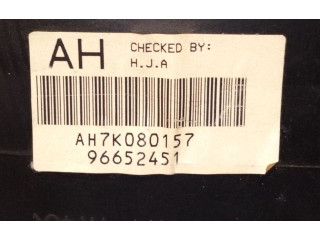 AH CHECKED BY:
H.J.A
AH7K080157
96652451